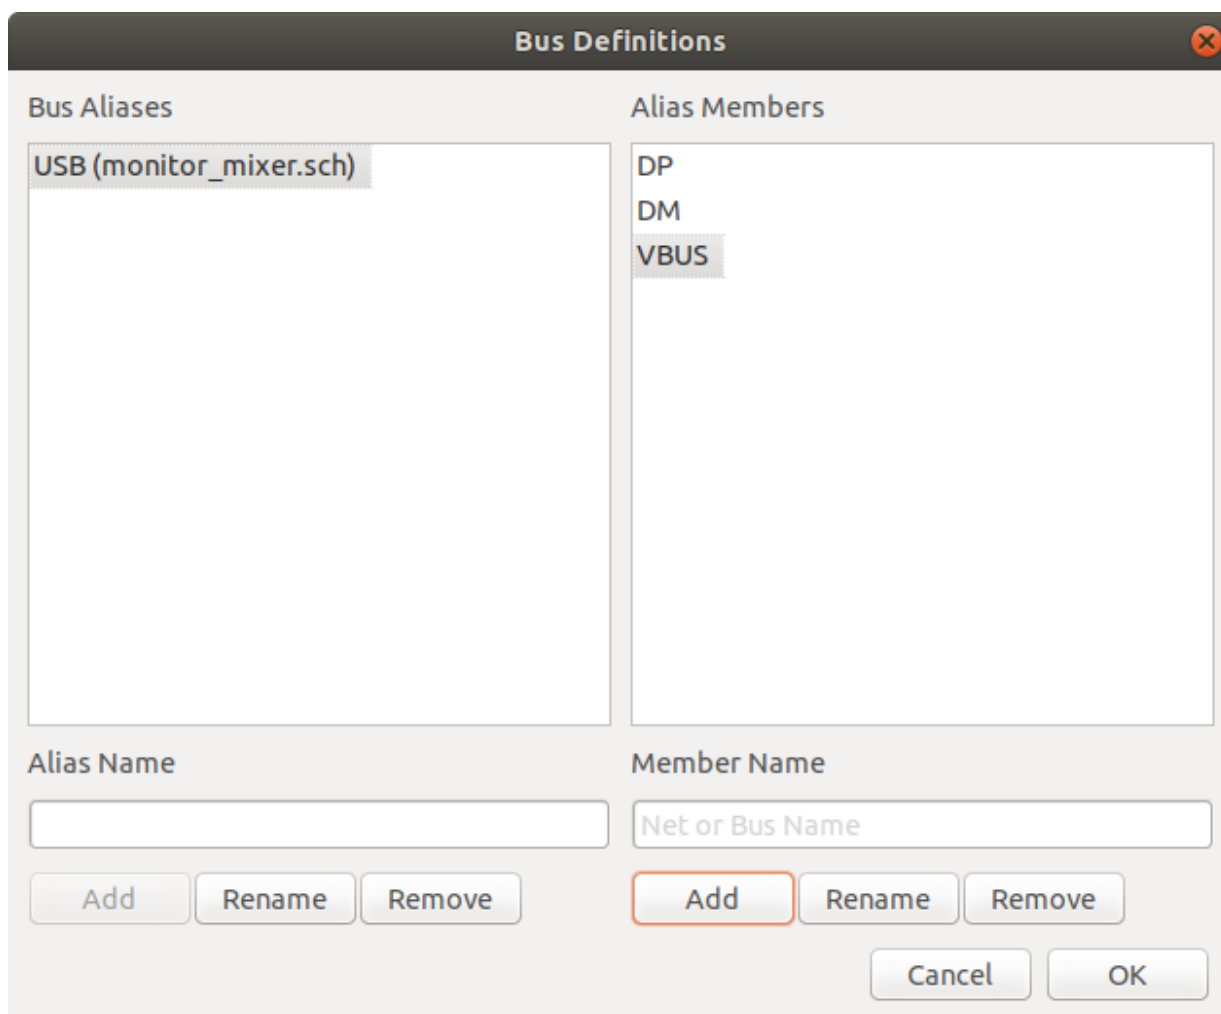 Bus Definitions
Bus Aliases
Alias Members
USB (monitor_mixer.sch)
DP
DM
VBUS
Alias Name
Member Name
Net or Bus Name
Add Rename Remove
Add Rename Remove
Cancel OK